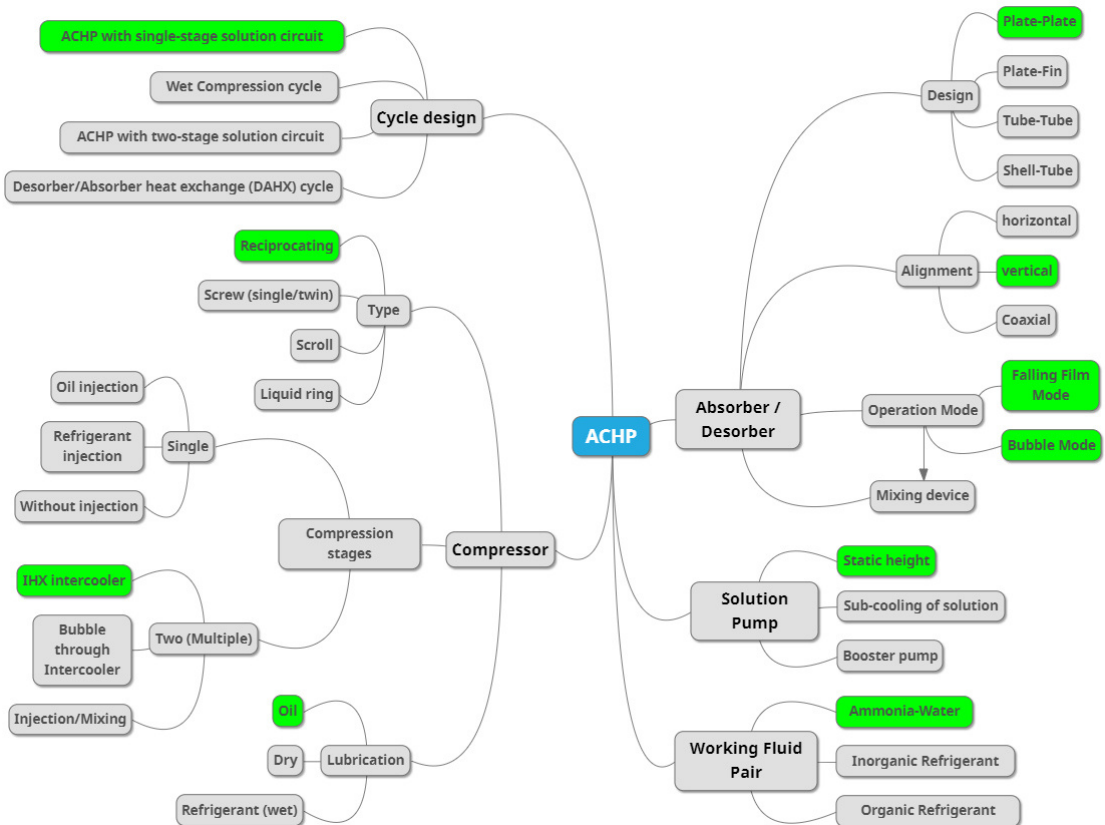 ACHP with single-stage solution circuit
Wet Compression cycle
Cycle design
ACHP with two-stage solution circuit
Desorber/Absorber heat exchange (DAHX) cycle
Reciprocating
Screw (single/twin)
Type
Scroll
Liquid ring
Oil injection
Refrigerant
injection
Single
Without injection
Compression
stages
Compressor
IHX intercooler
Bubble
through
Intercooler
Two (Multiple)
Injection/Mixing
Oil
Dry
Lubrication
Refrigerant (wet)
ACHP
Plate-Plate
Plate-Fin
Design
Tube-Tube
Shell-Tube
horizontal
Alignment
vertical
Coaxial
Absorber /
Desorber
Falling Film
Mode
Operation Mode
Bubble Mode
Mixing device
Static height
Solution
Pump
Sub-cooling of solution
Booster pump
Ammonia-Water
Working Fluid
Pair
Inorganic Refrigerant
Organic Refrigerant